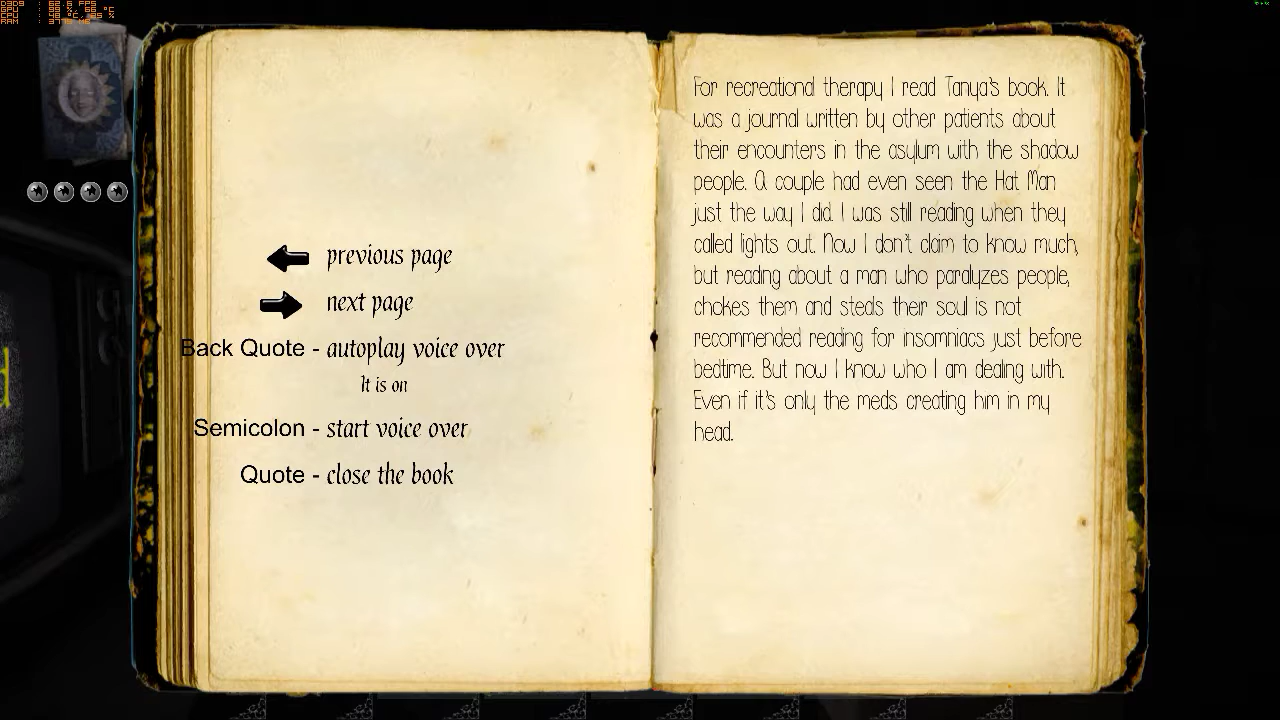 D3D9 : 62.6 FPS
previous page
next page
Back Quote - autoplay voice over
It is on
Semicolon - start voice over
Quote - close the book
For recreational therapy I read Tanya's book. It
was a journal written by other patients about
their encounters in the asylum with the shadow
people. A couple had even seen the Hat Man
just the way I did. I was still reading when they
called lights out. Now I don't claim to know much,
but reading about a man who paralyzes people,
chokes them and steals their soul is not
recommended reading for insomniacs just before
bedtime. But now I know who I am dealing with.
Even if it's only the meds creating him in my
head.